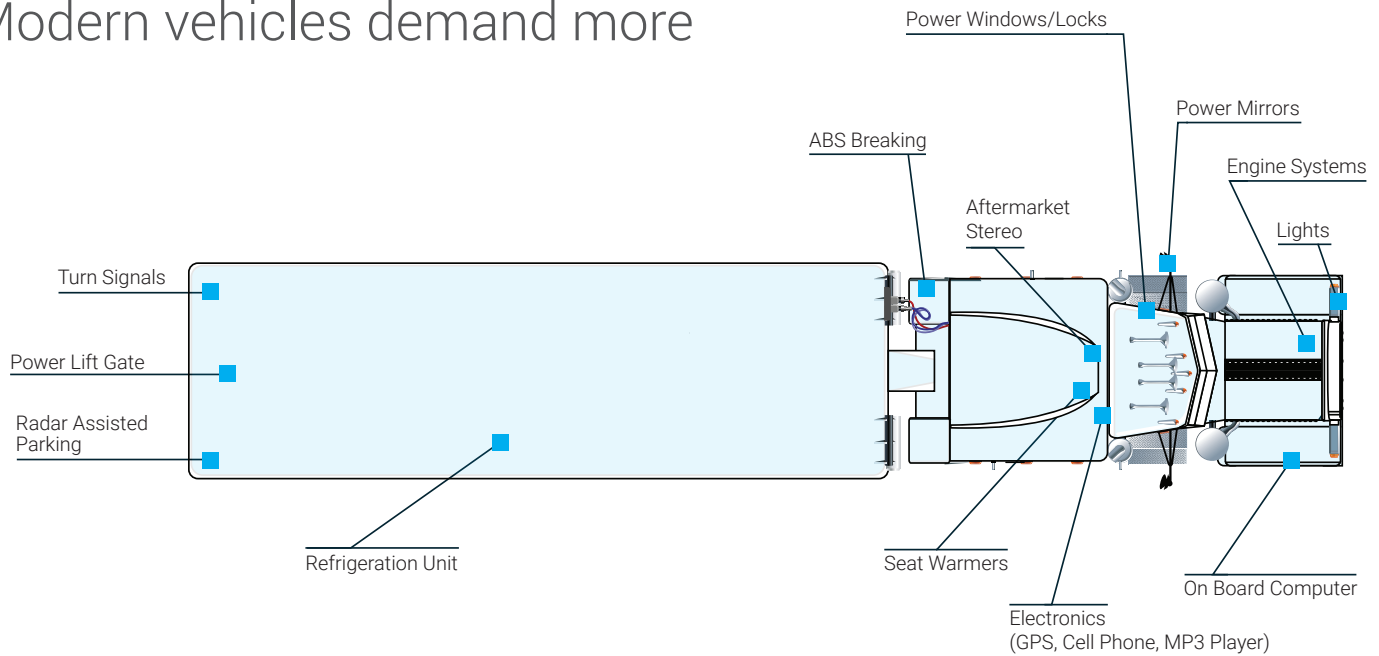 Modern vehicles demand more
Power Windows/Locks
Power Mirrors
ABS Breaking
Engine Systems
Aftermarket
Stereo
Lights
Turn Signals
Power Lift Gate
Radar Assisted
Parking
Refrigeration Unit
Seat Warmers
On Board Computer
Electronics
(GPS, Cell Phone, MP3 Player)